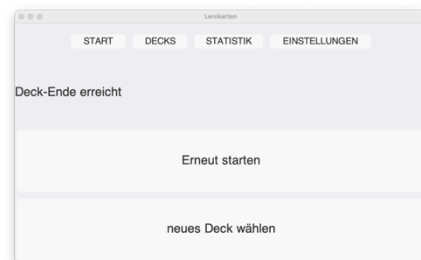 Lernkarten
START DECKS STATISTIK EINSTELLUNGEN
Deck-Ende erreicht
Erneut starten
neues Deck wählen